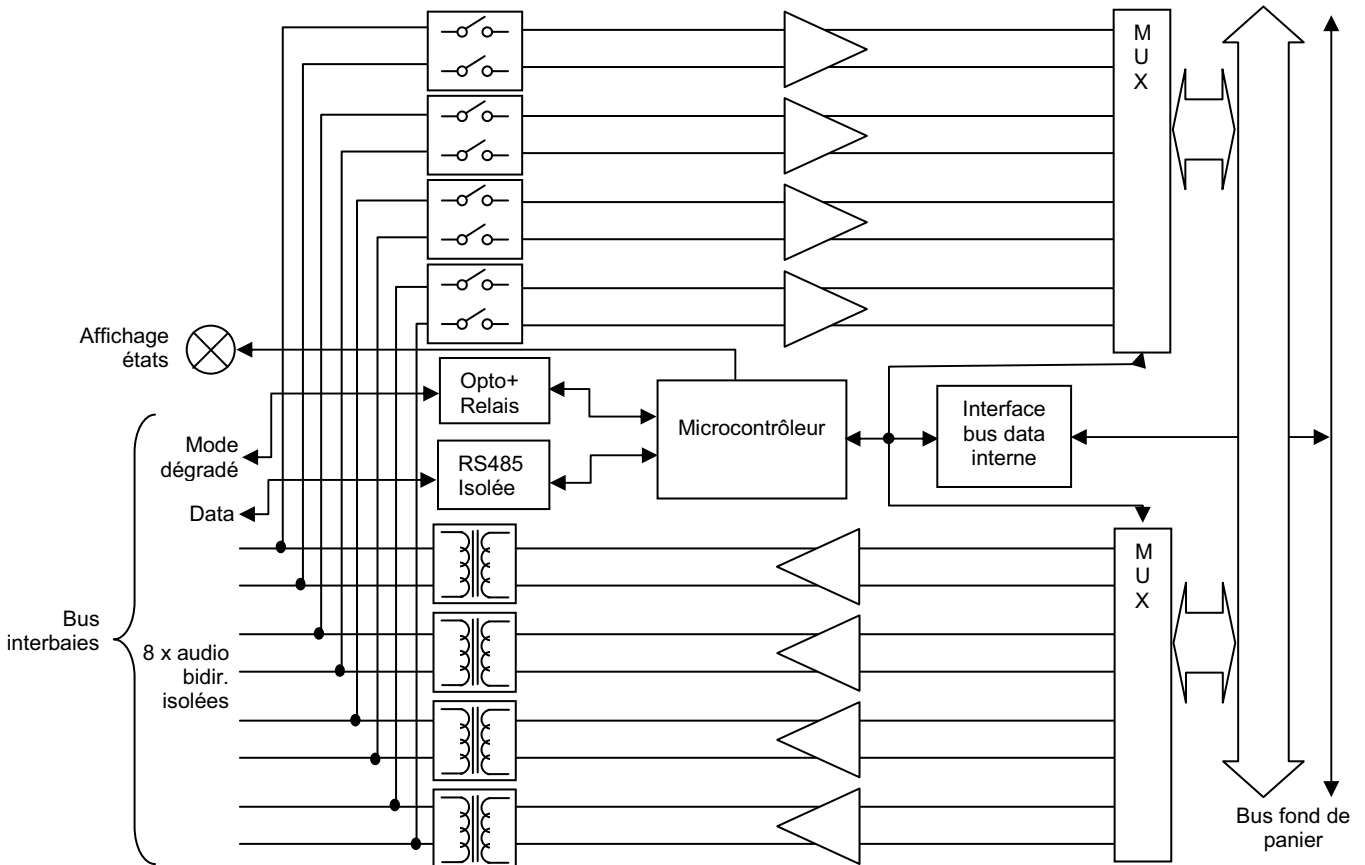 M
U
X
Affichage
états
Opto+
Relais
Microcontrôleur
Interface
bus data
interne
Mode
dégradé
RS485
Isolée
Data
M
U
X
Bus
interbaies
8 x audio
bidir.
isolées
Bus fond de
panier